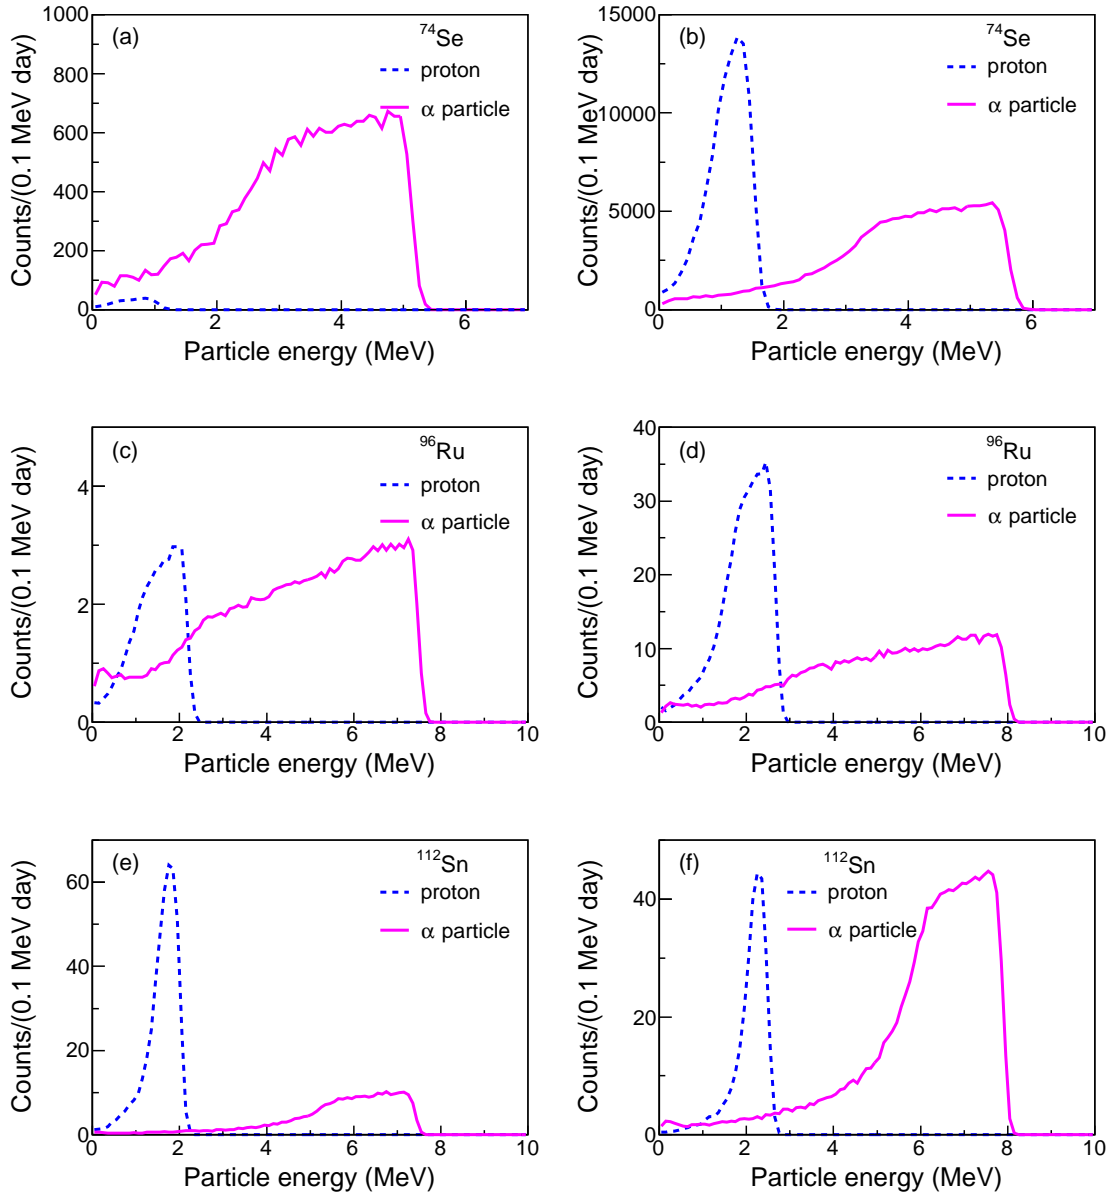 (a)
⁷⁴Se
proton
α particle
1000
800
600
400
200
0
0 2 4 6
Counts/(0.1 MeV day)
Particle energy (MeV)
(b)
⁷⁴Se
proton
α particle
15000
10000
5000
0
0 2 4 6
Counts/(0.1 MeV day)
Particle energy (MeV)
(c)
⁹⁶Ru
proton
α particle
4
2
0
0 2 4 6 8 10
Counts/(0.1 MeV day)
Particle energy (MeV)
(d)
⁹⁶Ru
proton
α particle
40
30
20
10
0
0 2 4 6 8 10
Counts/(0.1 MeV day)
Particle energy (MeV)
(e)
¹¹²Sn
proton
α particle
60
40
20
0
0 2 4 6 8 10
Counts/(0.1 MeV day)
Particle energy (MeV)
(f)
¹¹²Sn
proton
α particle
40
20
0
0 2 4 6 8 10
Counts/(0.1 MeV day)
Particle energy (MeV)